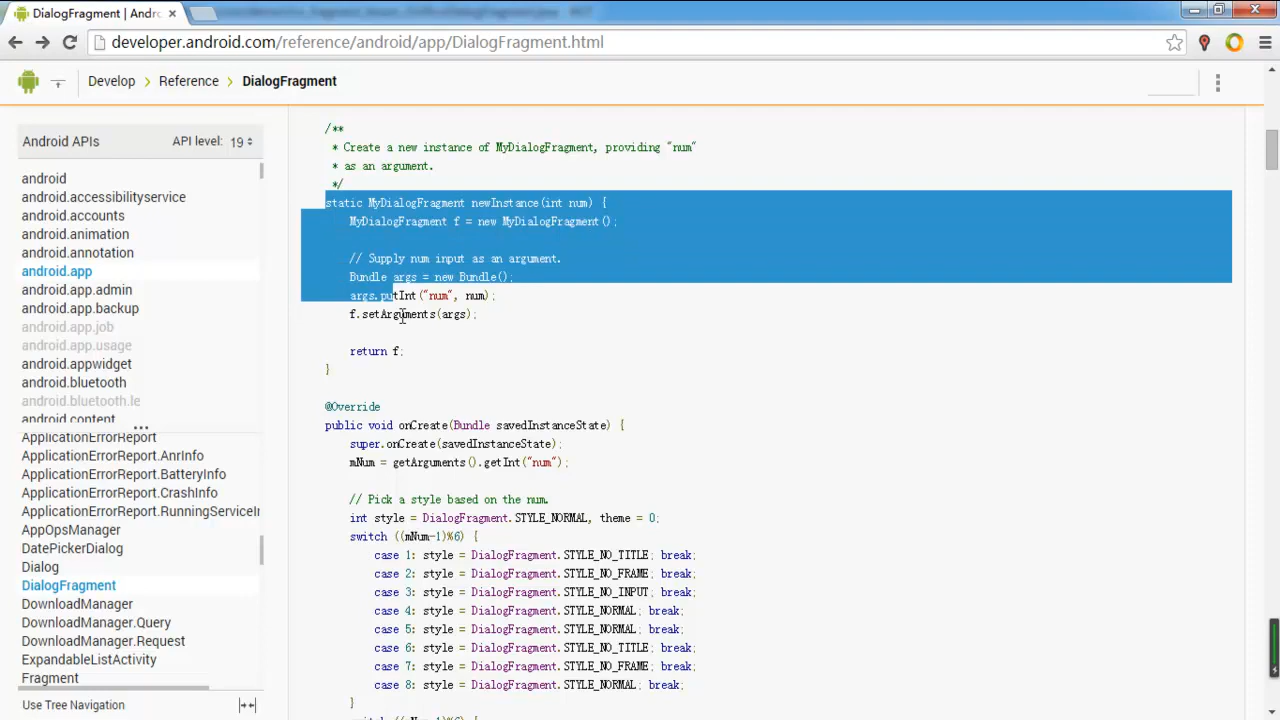 DialogFragment | Andro
developer.android.com/reference/android/app/DialogFragment.html
Develop > Reference > DialogFragment
Android APIs API level: 19
android
android.accessibilityservice
android.accounts
android.animation
android.annotation
android.app
android.app.admin
android.app.backup
android.app.job
android.app.usage
android.appwidget
android.bluetooth
android.bluetooth.le
android.content
ApplicationErrorReport
ApplicationErrorReport.AnrInfo
ApplicationErrorReport.BatteryInfo
ApplicationErrorReport.CrashInfo
ApplicationErrorReport.RunningServiceIn
AppOpsManager
DatePickerDialog
Dialog
DialogFragment
DownloadManager
DownloadManager.Query
DownloadManager.Request
ExpandableListActivity
Fragment
Use Tree Navigation
/**
* Create a new instance of MyDialogFragment, providing "num"
* as an argument.
*/
static MyDialogFragment newInstance(int num) {
MyDialogFragment f = new MyDialogFragment();
// Supply num input as an argument.
Bundle args = new Bundle();
args.putInt("num", num);
f.setArguments(args);
return f;
}
@Override
public void onCreate(Bundle savedInstanceState) {
super.onCreate(savedInstanceState);
mNum = getArguments().getInt("num");
// Pick a style based on the num.
int style = DialogFragment.STYLE_NORMAL, theme = 0;
switch ((mNum-1)%6) {
case 1: style = DialogFragment.STYLE_NO_TITLE; break;
case 2: style = DialogFragment.STYLE_NO_FRAME; break;
case 3: style = DialogFragment.STYLE_NO_INPUT; break;
case 4: style = DialogFragment.STYLE_NORMAL; break;
case 5: style = DialogFragment.STYLE_NORMAL; break;
case 6: style = DialogFragment.STYLE_NO_TITLE; break;
case 7: style = DialogFragment.STYLE_NO_FRAME; break;
case 8: style = DialogFragment.STYLE_NORMAL; break;
}
switch ((mNum-1)%6) {